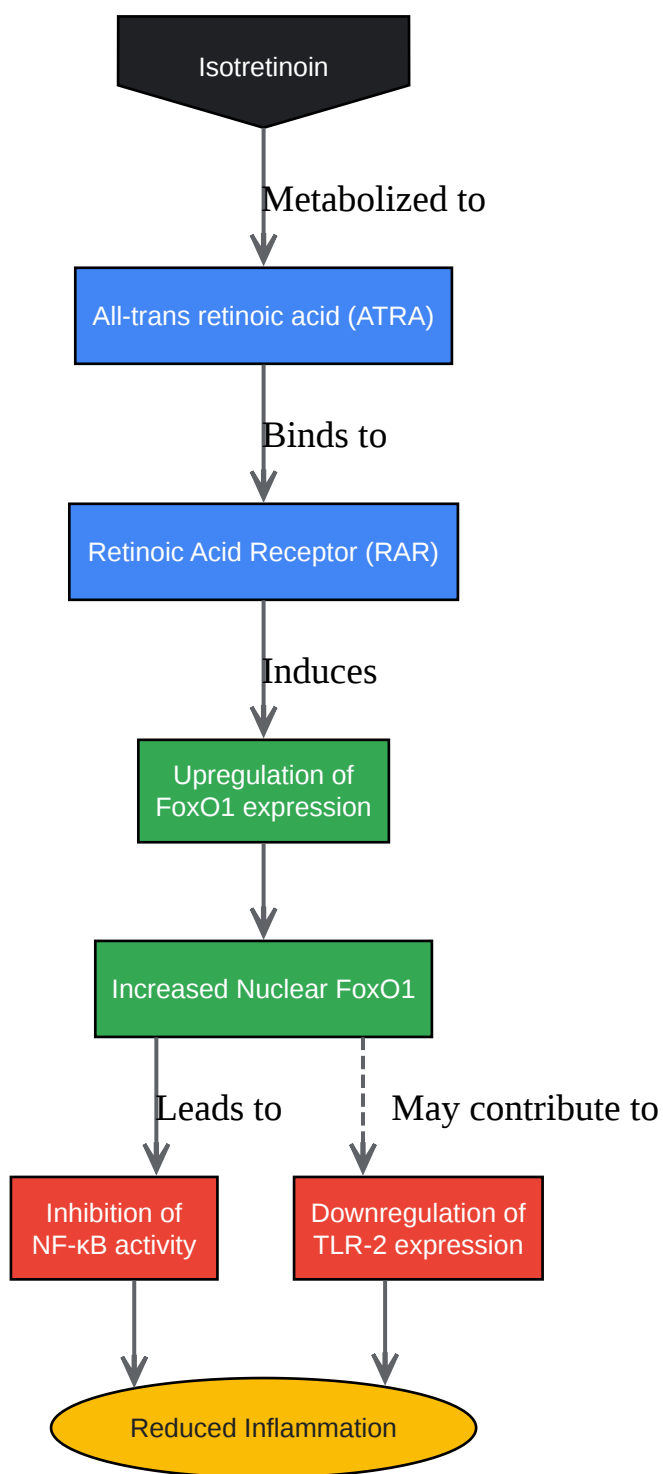 Isotretinoin
Metabolized to
All-trans retinoic acid (ATRA)
Binds to
Retinoic Acid Receptor (RAR)
Induces
Upregulation of
FoxO1 expression
Increased Nuclear FoxO1
Leads to
May contribute to
Inhibition of
NF-κB activity
Downregulation of
TLR-2 expression
Reduced Inflammation